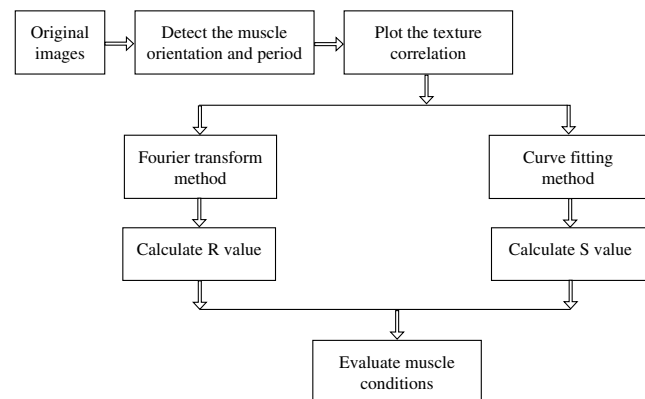 Original
images
Detect the muscle
orientation and period
Plot the texture
correlation
Fourier transform
method
Curve fitting
method
Calculate R value
Calculate S value
Evaluate muscle
conditions